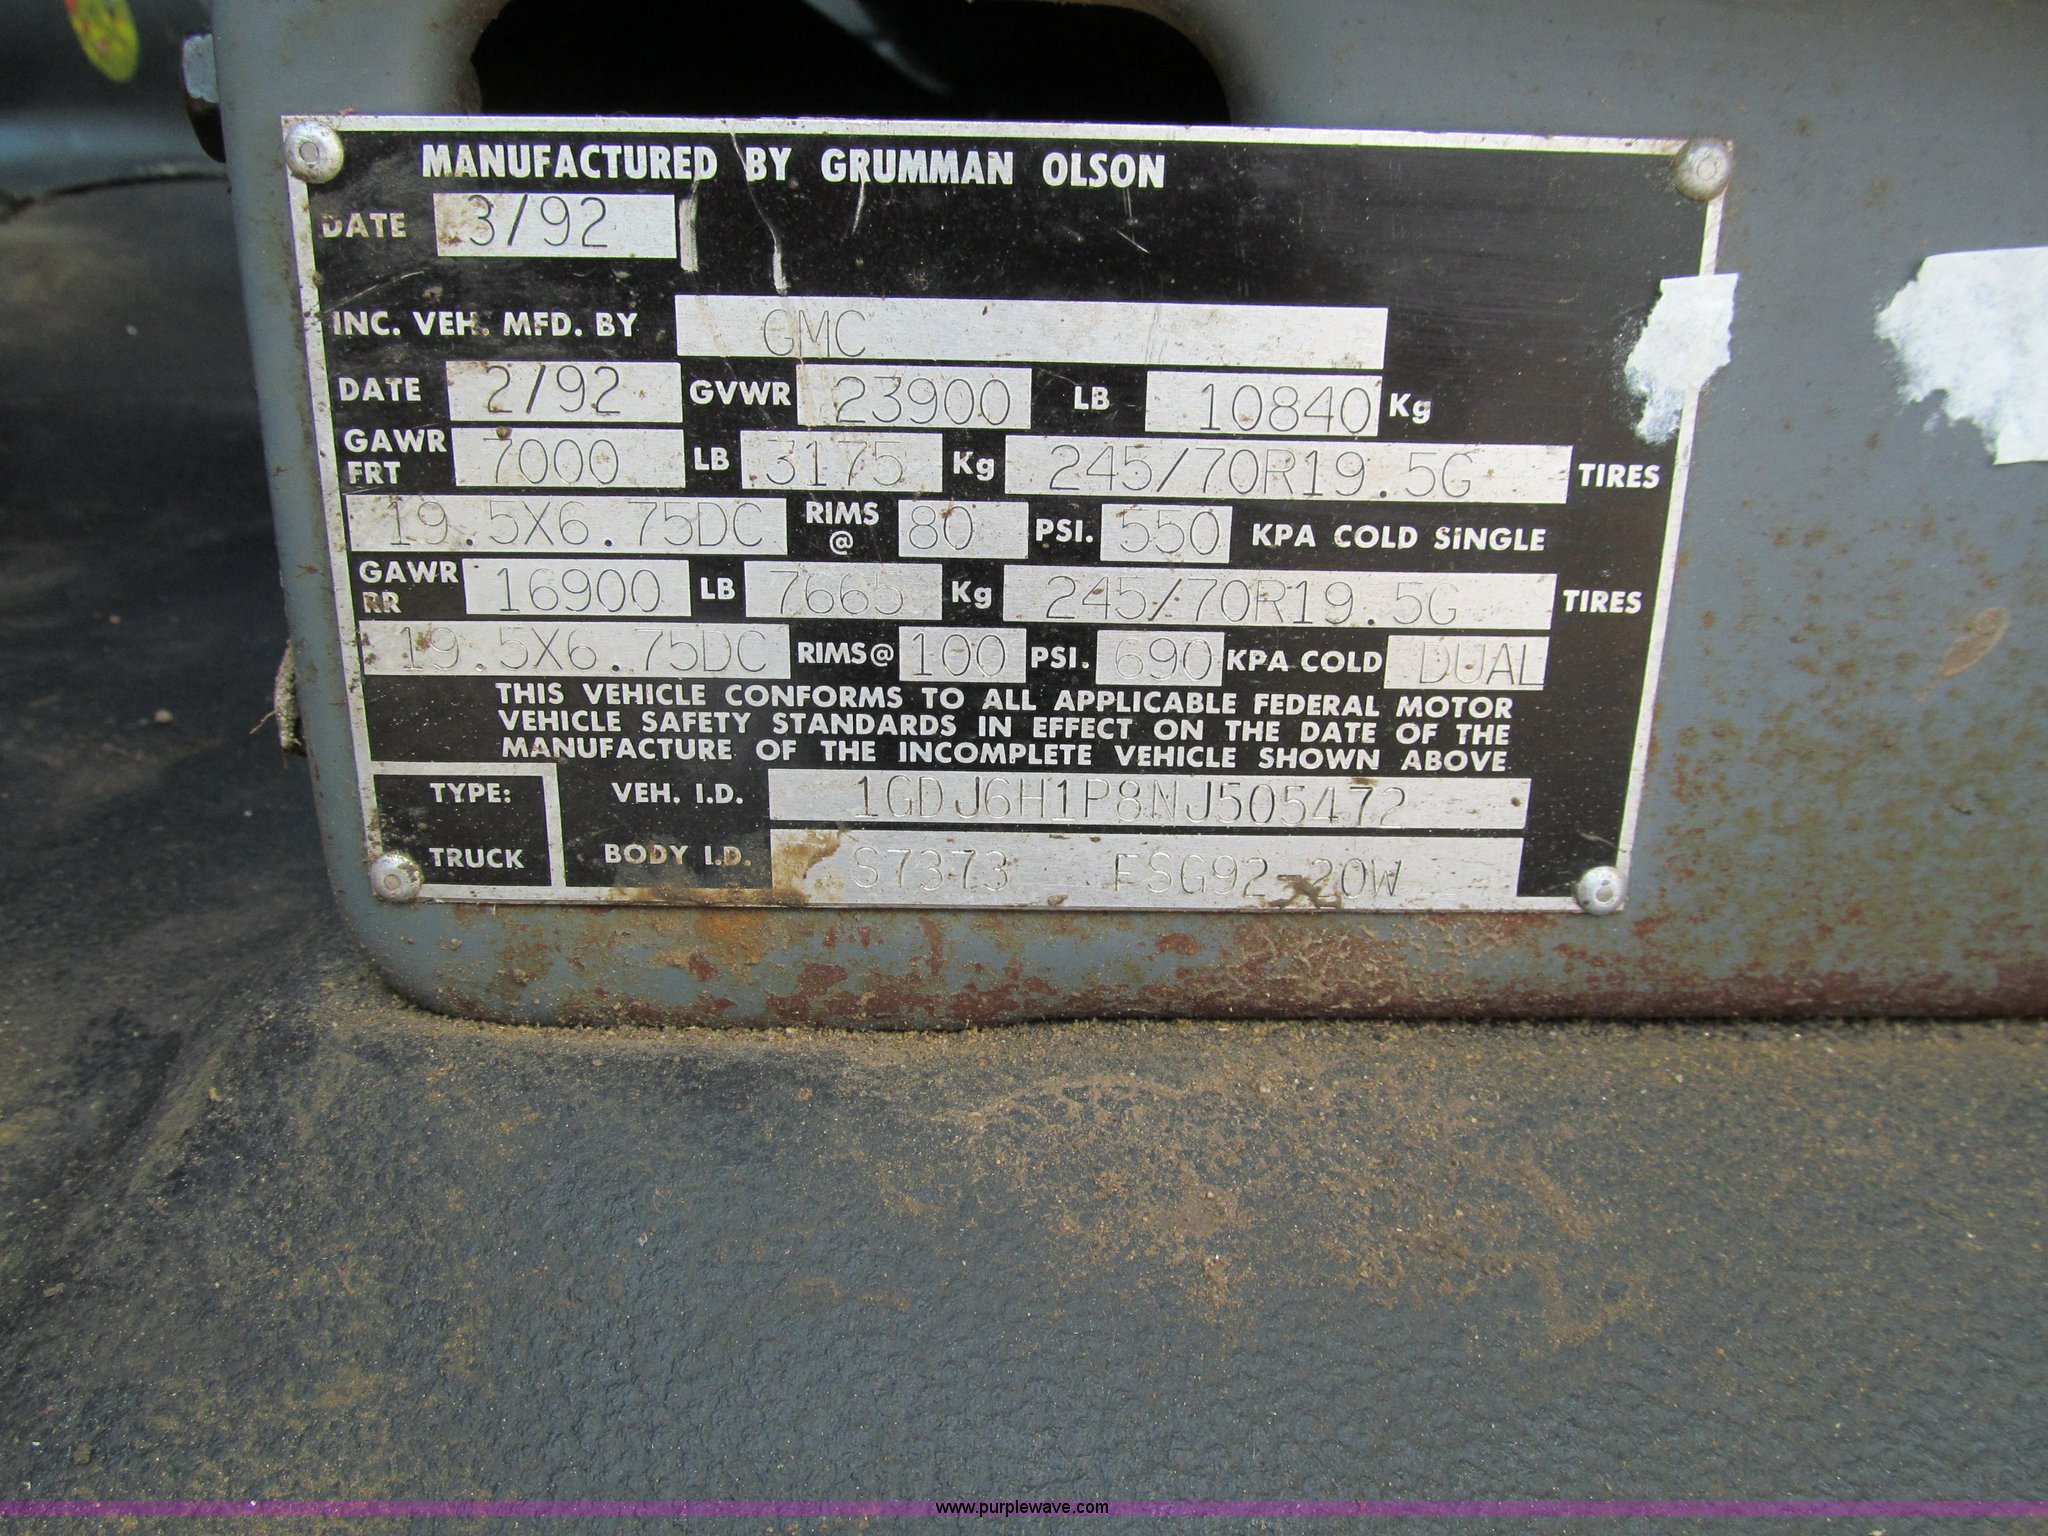 MANUFACTURED BY GRUMMAN OLSON
DATE 3/92
INC. VEH. MFD. BY GMC
DATE 2/92 GVWR 23900 LB 10840 Kg
GAWR FRT 7000 LB 3175 Kg 245/70R19.5G TIRES
19.5X6.75DC RIMS @ 80 PSI. 550 KPA COLD SINGLE
GAWR RR 16900 LB 7665 Kg 245/70R19.5G TIRES
19.5X6.75DC RIMS @ 100 PSI. 690 KPA COLD DUAL
THIS VEHICLE CONFORMS TO ALL APPLICABLE FEDERAL MOTOR
VEHICLE SAFETY STANDARDS IN EFFECT ON THE DATE OF THE
MANUFACTURE OF THE INCOMPLETE VEHICLE SHOWN ABOVE
TYPE: VEH. I.D. 1GDJ6H1P8NJ505472
TRUCK BODY I.D. S7373 FSG92-20W
www.purplewave.com